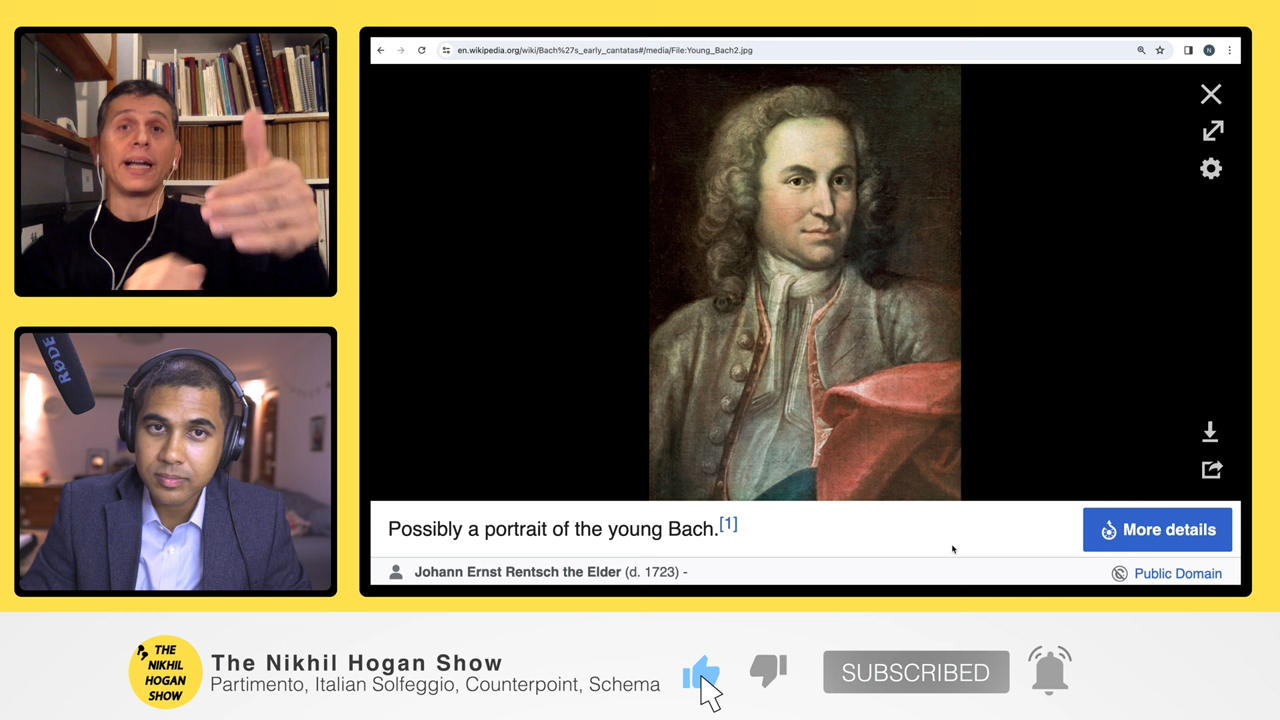 en.wikipedia.org/wiki/Bach%27s_early_cantatas#/media/File:Young_Bach2.jpg
N
RØDE
Possibly a portrait of the young Bach.[1]
More details
Johann Ernst Rentsch the Elder (d. 1723) -
Public Domain
THE
NIKHIL
HOGAN
SHOW
The Nikhil Hogan Show
Partimento, Italian Solfeggio, Counterpoint, Schema
SUBSCRIBED